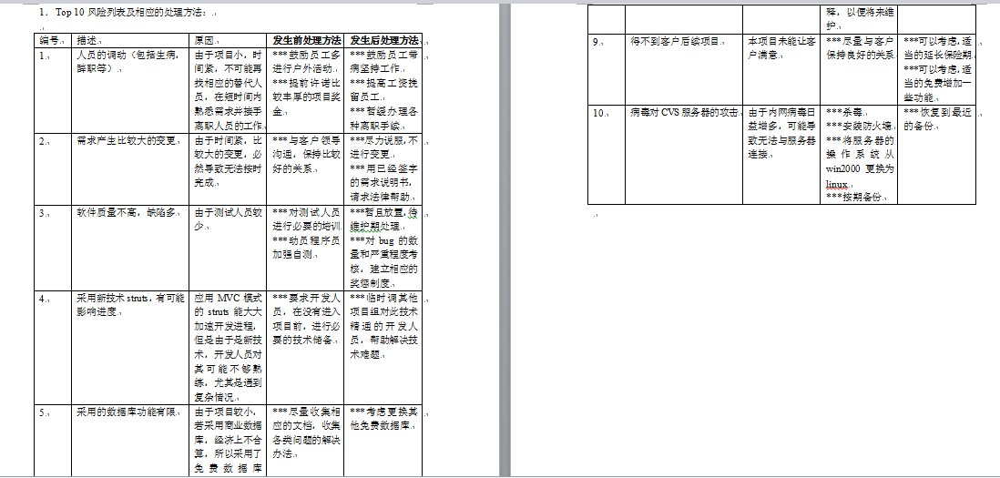 1. Top 10 风险列表及相应的处理方法:
编号 描述 原因 发生前处理方法 发生后处理方法
1. 人员的调动（包括生病, 由于项目小，时 ***鼓励员工多 ***鼓励员工带
辞职等） 间紧，不可能再 进行户外活动. 病坚持工作.
找相应的替代人 ***提前许诺比 ***提高工资挽
员，在短时间内 较丰厚的项目奖 留员工.
熟悉需求并接手 金. ***暂缓办理各
离职人员的工作 种离职手续.
2. 需求产生比较大的变更 由于时间紧，比 ***与客户领导 ***尽力说服,不
较大的变更，必 沟通，保持比较 进行变更.
然导致无法按时 好的关系. ***用已经签字
完成. 的需求说明书,
请求法律帮助.
3 软件质量不高，缺陷多 由于测试人员较 ***对测试人员 ***暂且放置,待
少. 进行必要的培训 维护期处理.
***动员程序员 ***对 bug 的数
加强自测. 量和严重程度考
核，建立相应的
奖惩制度.
4. 采用新技术 struts，有可能 应用 MVC 模式 ***要求开发人 ***临时调其他
影响进度. 的 struts 能大大 员，在没有进入 项目组对此技术
加速开发进程, 项目前，进行必 精通的开发人
但是由于是新技 要的技术储备. 员，帮助解决技
术，开发人员对 术难题.
其可能不够熟
练，尤其是遇到
复杂情况.
5. 采用的数据库功能有限. 由于项目较小, ***尽量收集相 ***考虑更换其
若采用商业数据 应的文档，收集 他免费数据库.
库，经济上不合 各类问题的解决
算，所以采用了 办法.
免费数据库
释，以便将来维
护.
9. 得不到客户后续项目. 本项目未能让客 ***尽量与客户 ***可以考虑,适
户满意. 保持良好的关系 当的延长保险期
***可以考虑,适
当的免费增加一
些功能.
10. 病毒对 CVS 服务器的攻击 由于内网病毒日 ***杀毒. ***恢复到最近
益增多，可能导 ***安装防火墙 的备份.
致无法与服务器 ***将服务器的
连接. 操作系统从
win2000 更换为
linux.
***按期备份.